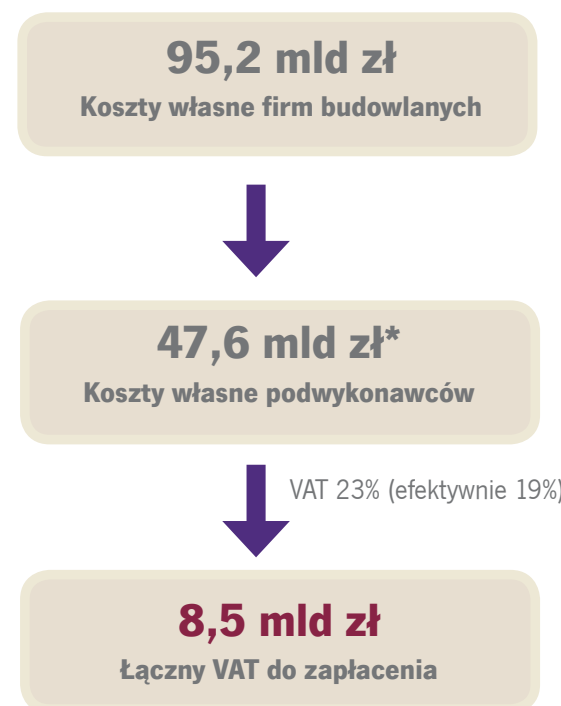 95,2 mld zł
Koszty własne firm budowlanych
47,6 mld zł*
Koszty własne podwykonawców
VAT 23% (efektywnie 19%)
8,5 mld zł
Łączny VAT do zapłacenia